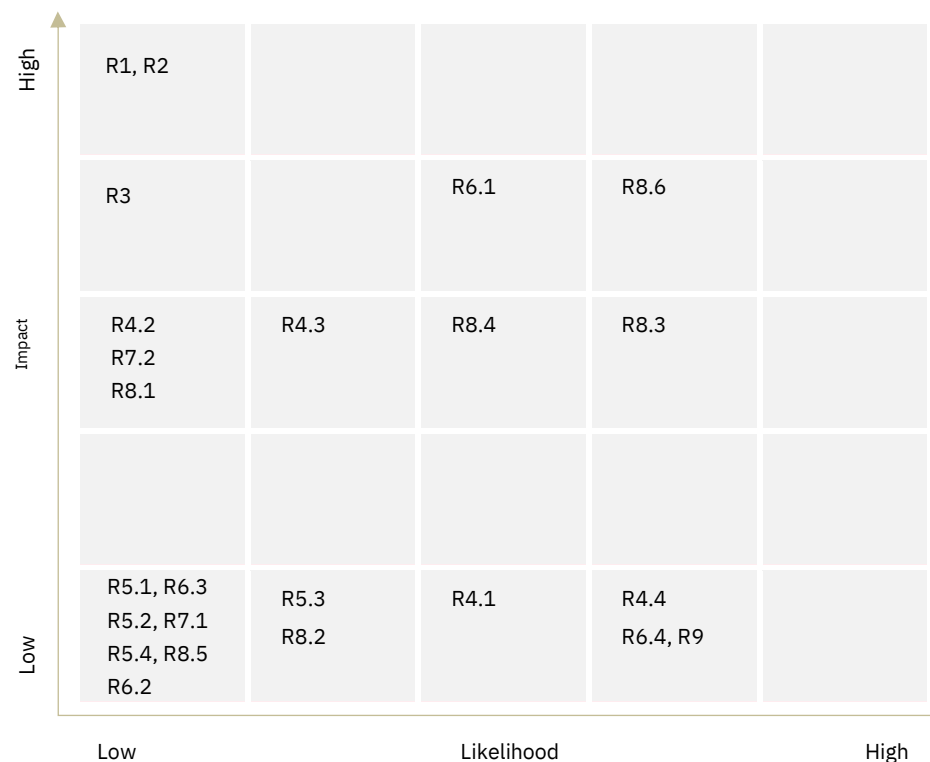 High
R1, R2
R3
R6.1
R8.6
Impact
R4.2
R7.2
R8.1
R4.3
R8.4
R8.3
Low
R5.1, R6.3
R5.2, R7.1
R5.4, R8.5
R6.2
R5.3
R8.2
R4.1
R4.4
R6.4, R9
Low
Likelihood
High